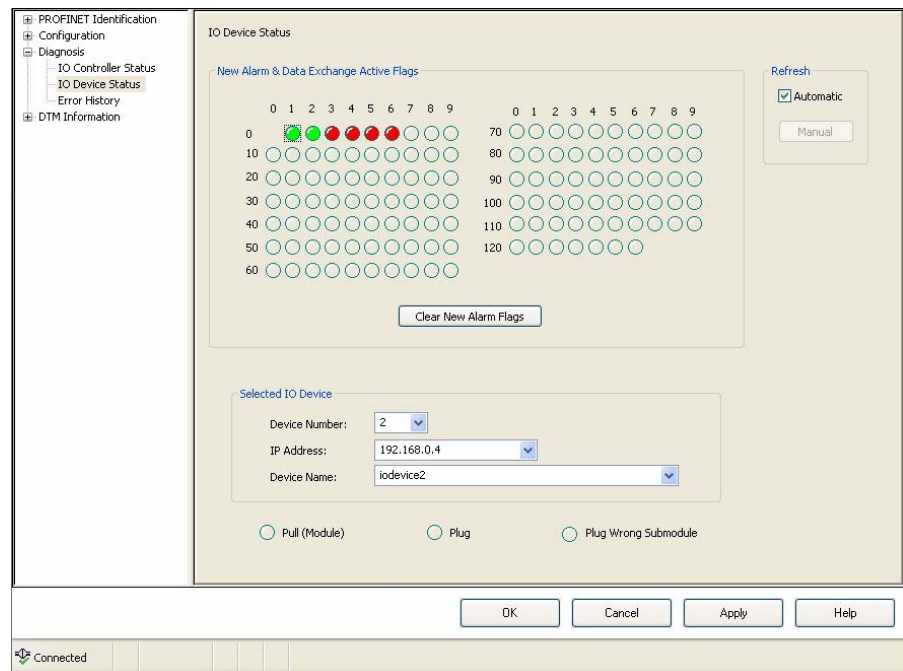 PROFINET Identification
Configuration
Diagnosis
IO Controller Status
IO Device Status
Error History
DTM Information
IO Device Status
New Alarm & Data Exchange Active Flags
0 1 2 3 4 5 6 7 8 9
0
10
20
30
40
50
60
0 1 2 3 4 5 6 7 8 9
70
80
90
100
110
120
Clear New Alarm Flags
Refresh
Automatic
Manual
Selected IO Device
Device Number: 2
IP Address: 192.168.0.4
Device Name: iodevice2
Pull (Module) Plug Plug Wrong Submodule
OK Cancel Apply Help
Connected